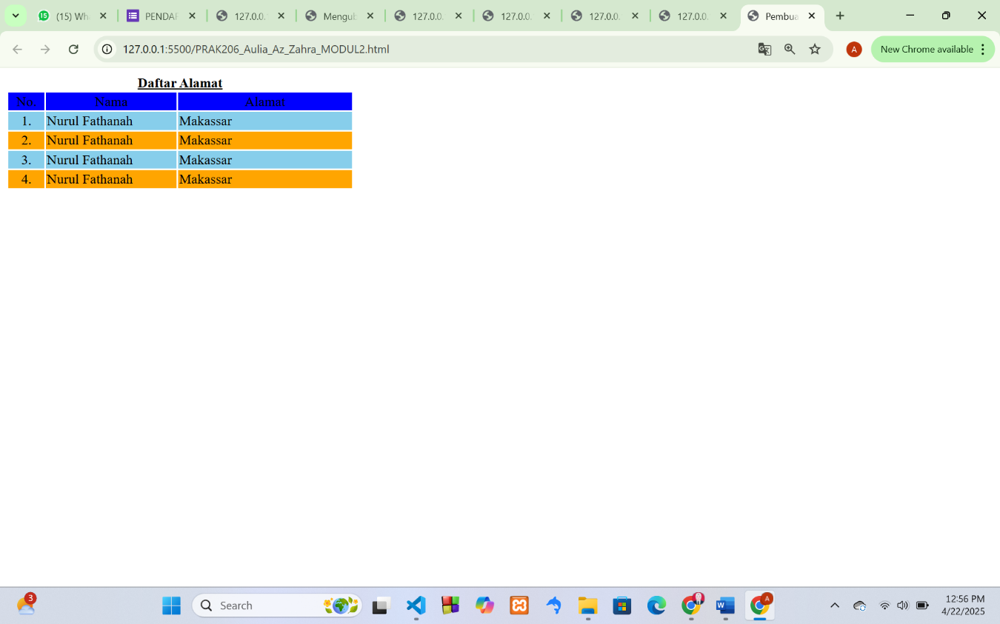 (15) Wh
PENDAF
127.0.0.
Mengub
127.0.0.
127.0.0.
127.0.0.
127.0.0.
Pembua
127.0.0.1:5500/PRAK206_Aulia_Az_Zahra_MODUL2.html
A
New Chrome available
Daftar Alamat
No. Nama Alamat
1. Nurul Fathanah Makassar
2. Nurul Fathanah Makassar
3. Nurul Fathanah Makassar
4. Nurul Fathanah Makassar
3
Search
12:56 PM
4/22/2025